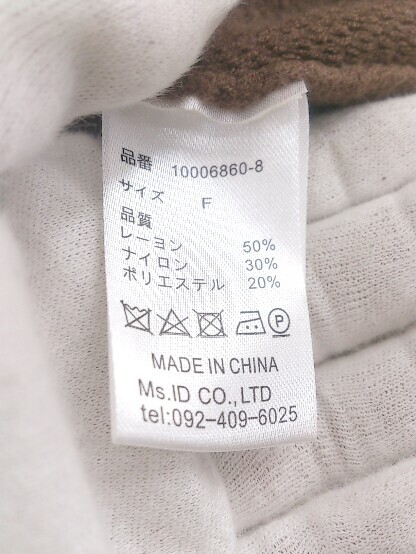 品番 10006860-8
サイズ F
品質
レーヨン 50%
ナイロン 30%
ポリエステル 20%
P
MADE IN CHINA
Ms.ID CO.,LTD
tel:092-409-6025